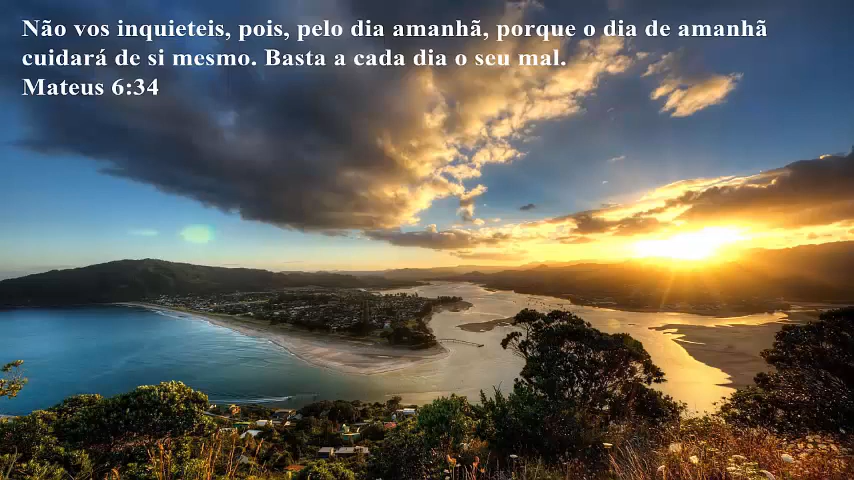 Não vos inquieteis, pois, pelo dia amanhã, porque o dia de amanhã
cuidará de si mesmo. Basta a cada dia o seu mal.
Mateus 6:34